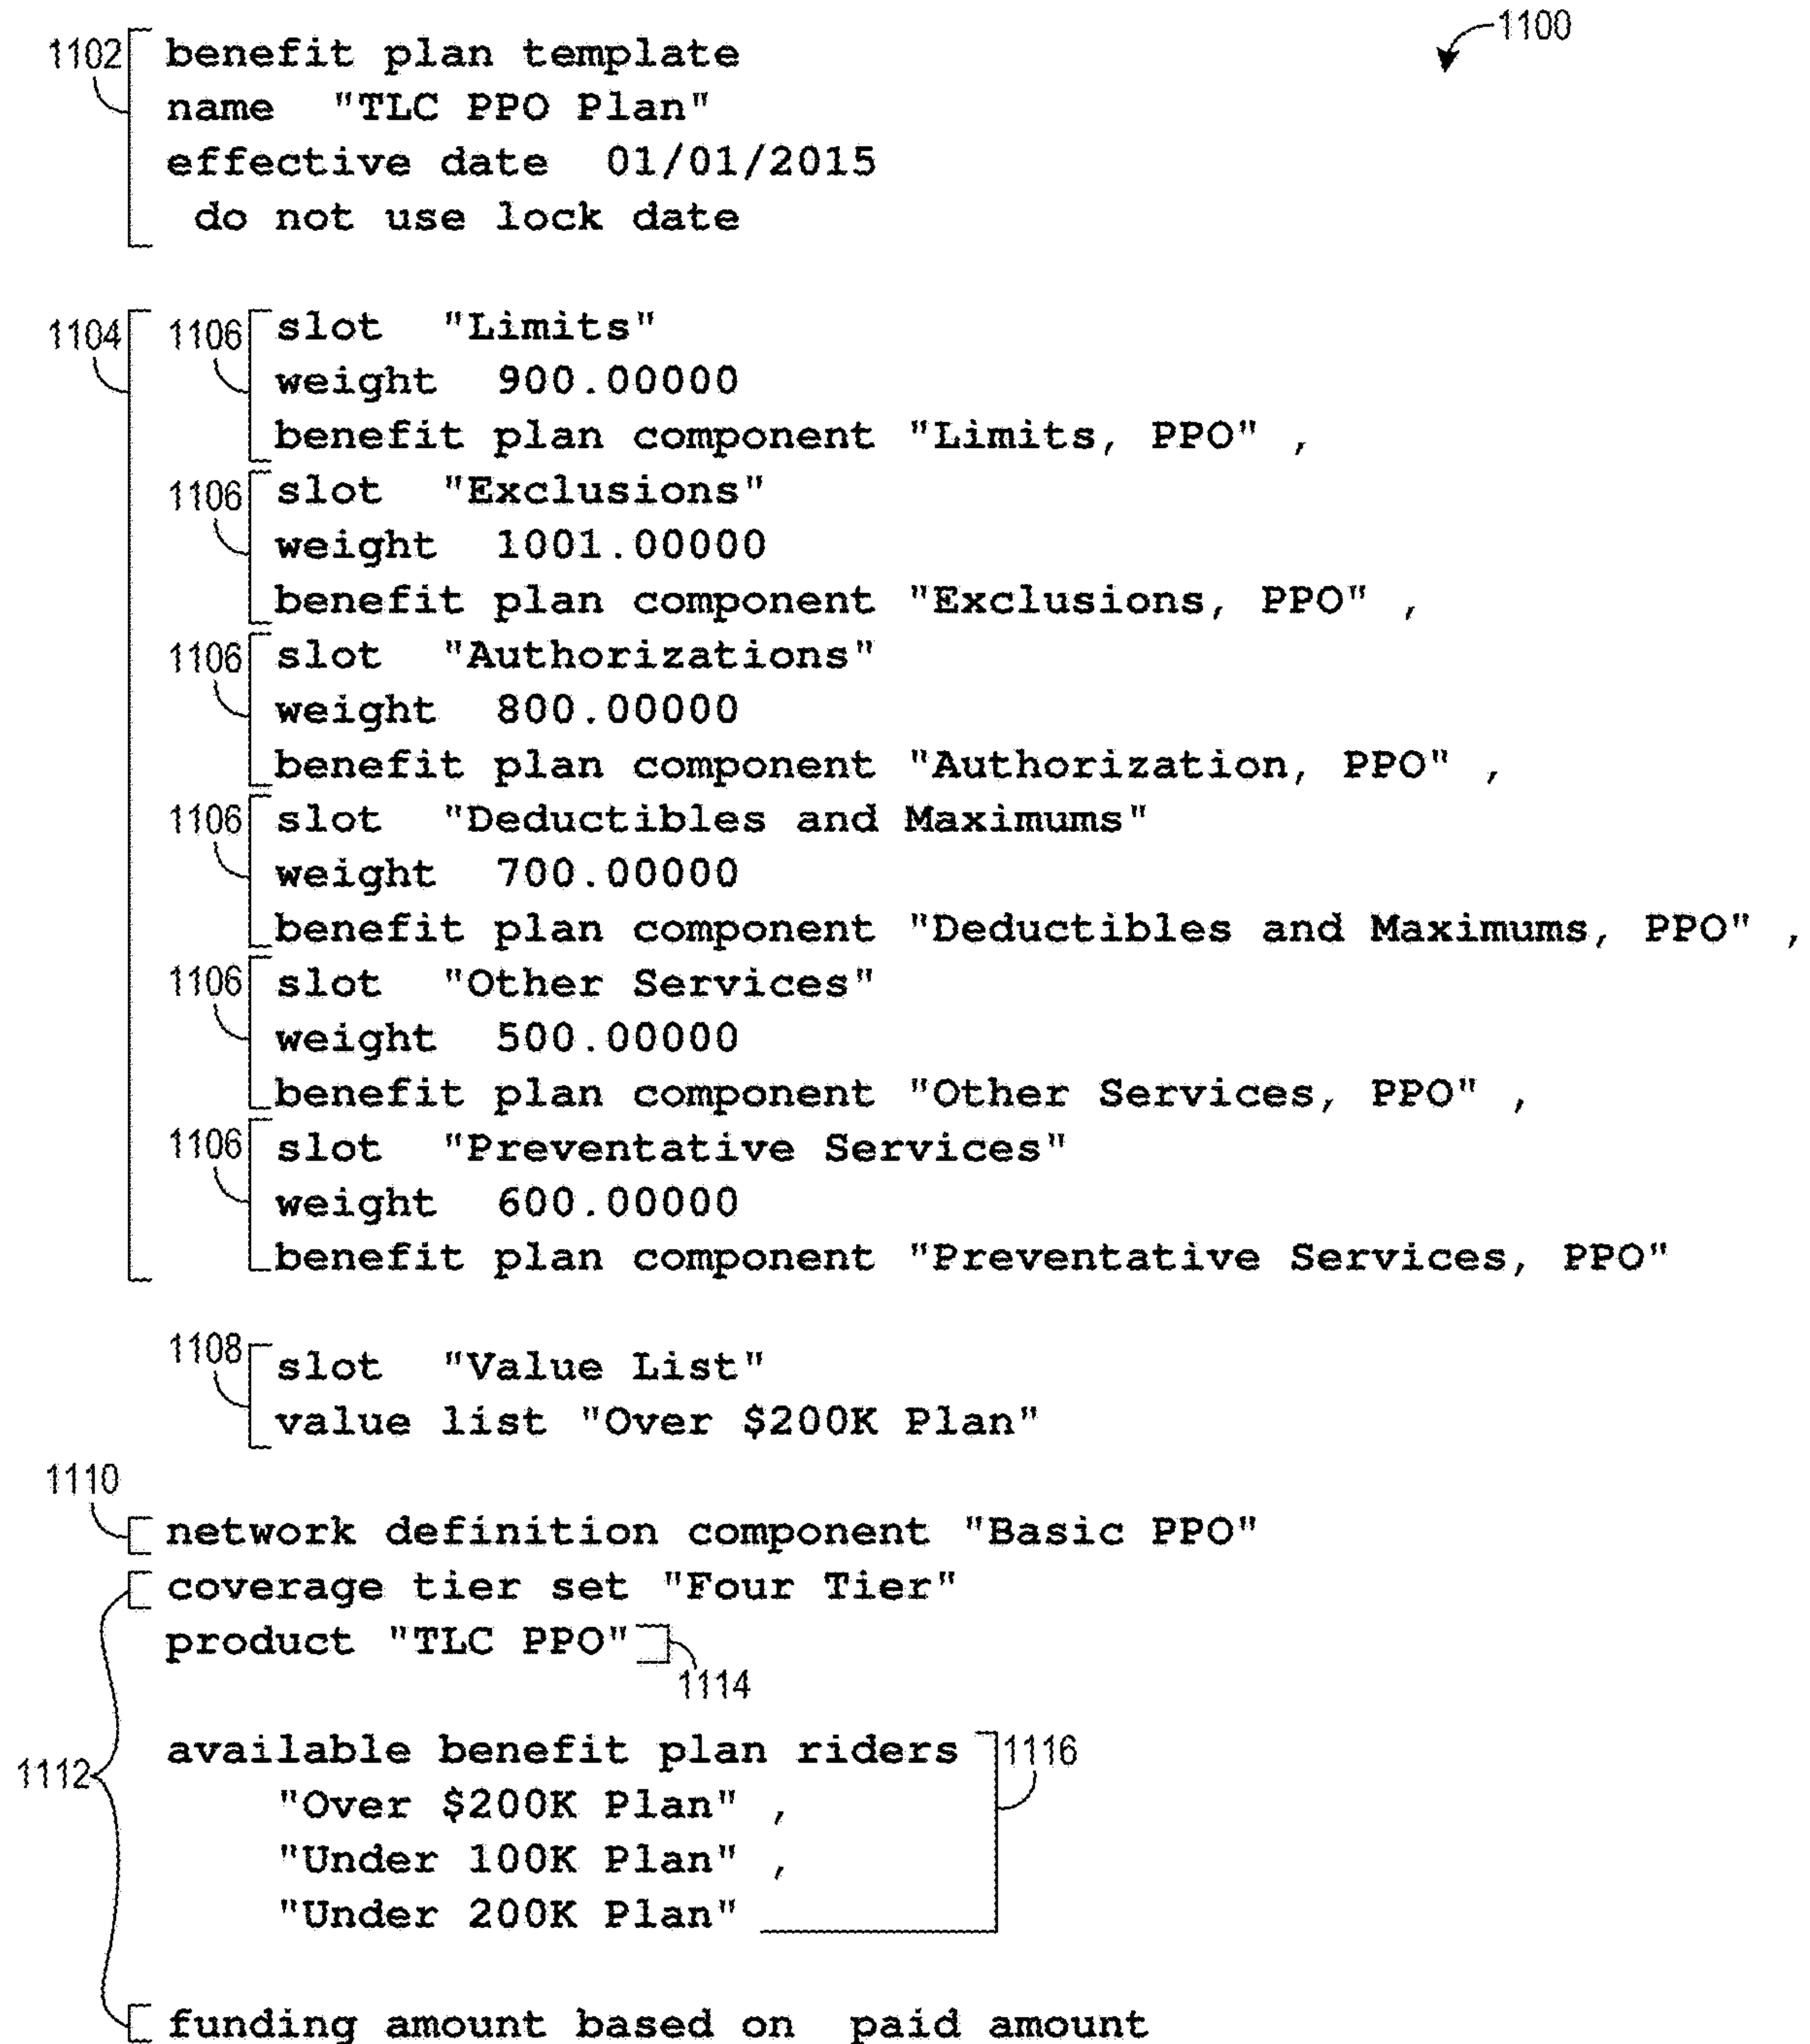 1100
1102 benefit plan template
name "TLC PPO Plan"
effective date 01/01/2015
do not use lock date
1104 1106 slot "Limits"
weight 900.00000
benefit plan component "Limits, PPO" ,
1106 slot "Exclusions"
weight 1001.00000
benefit plan component "Exclusions, PPO" ,
1106 slot "Authorizations"
weight 800.00000
benefit plan component "Authorization, PPO" ,
1106 slot "Deductibles and Maximums"
weight 700.00000
benefit plan component "Deductibles and Maximums, PPO" ,
1106 slot "Other Services"
weight 500.00000
benefit plan component "Other Services, PPO" ,
1106 slot "Preventative Services"
weight 600.00000
benefit plan component "Preventative Services, PPO"
1108 slot "Value List"
value list "Over $200K Plan"
1110
network definition component "Basic PPO"
coverage tier set "Four Tier"
product "TLC PPO"
1114
available benefit plan riders 1116
1112
"Over $200K Plan" ,
"Under 100K Plan" ,
"Under 200K Plan"
funding amount based on paid amount